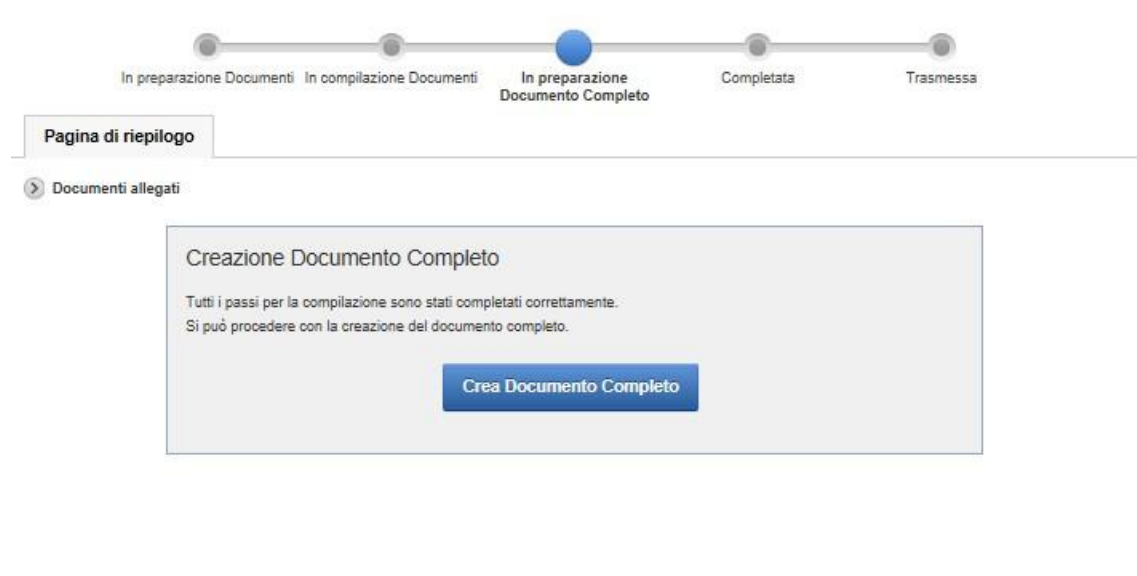 In preparazione Documenti
In compilazione Documenti
In preparazione
Documento Completo
Completata
Trasmessa
Pagina di riepilogo
Documenti allegati
Creazione Documento Completo
Tutti i passi per la compilazione sono stati completati correttamente.
Si può procedere con la creazione del documento completo.
Crea Documento Completo